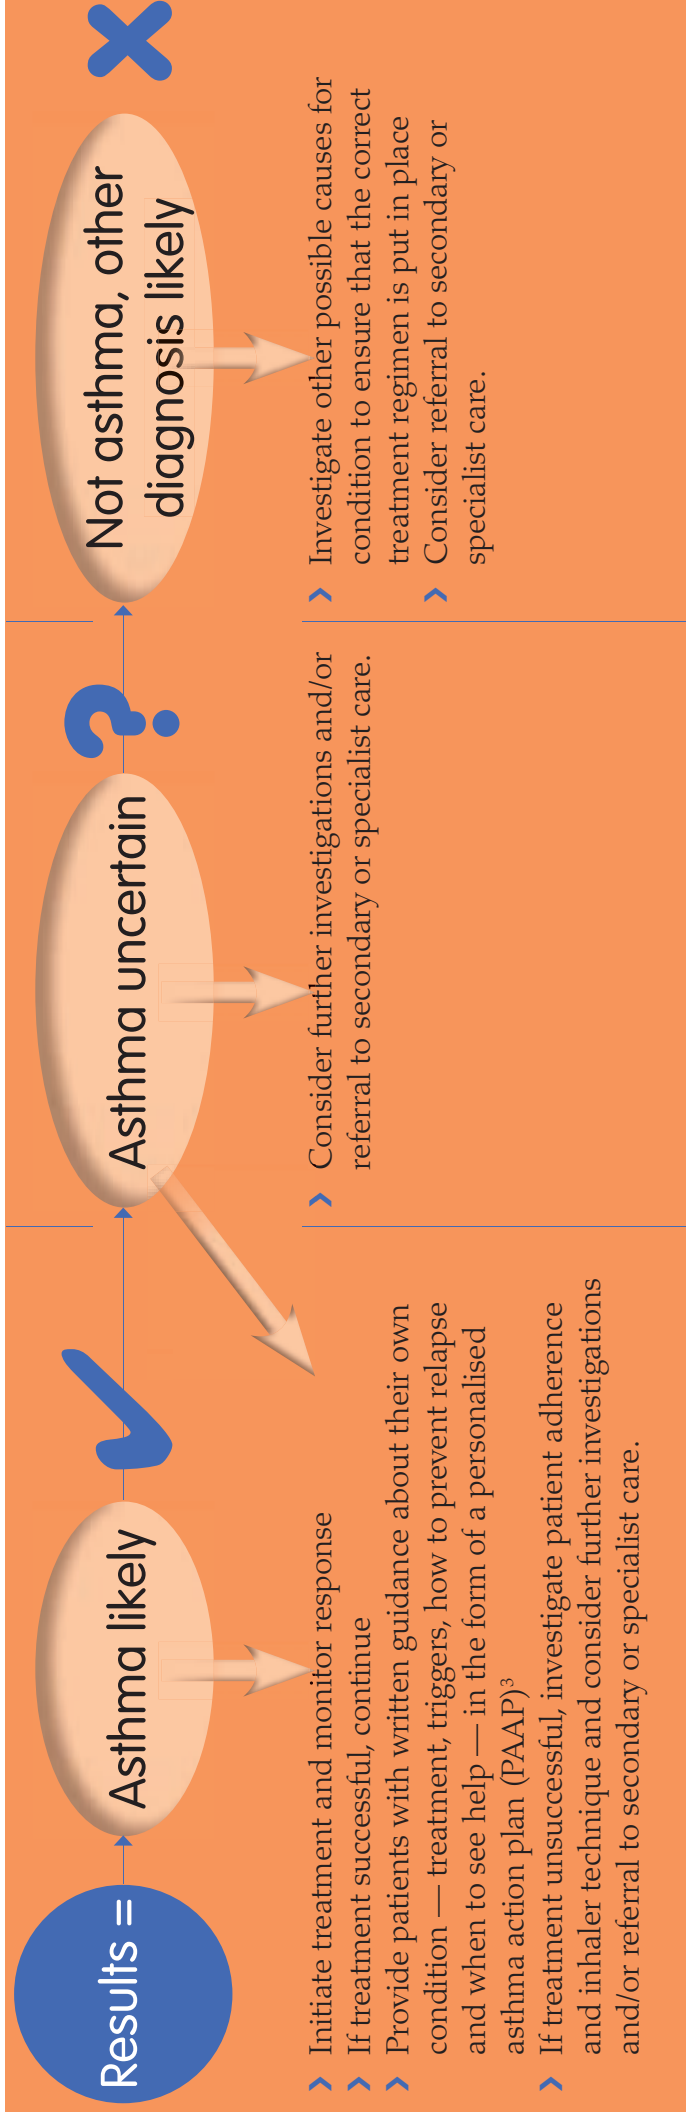 Results =
Asthma likely
Initiate treatment and monitor response
If treatment successful, continue
Provide patients with written guidance about their own
condition — treatment, triggers, how to prevent relapse
and when to see help — in the form of a personalised
asthma action plan (PAAP)³
If treatment unsuccessful, investigate patient adherence
and inhaler technique and consider further investigations
and/or referral to secondary or specialist care.
Asthma uncertain
?
Consider further investigations and/or
referral to secondary or specialist care.
Not asthma, other
diagnosis likely
Investigate other possible causes for
condition to ensure that the correct
treatment regimen is put in place
Consider referral to secondary or
specialist care.